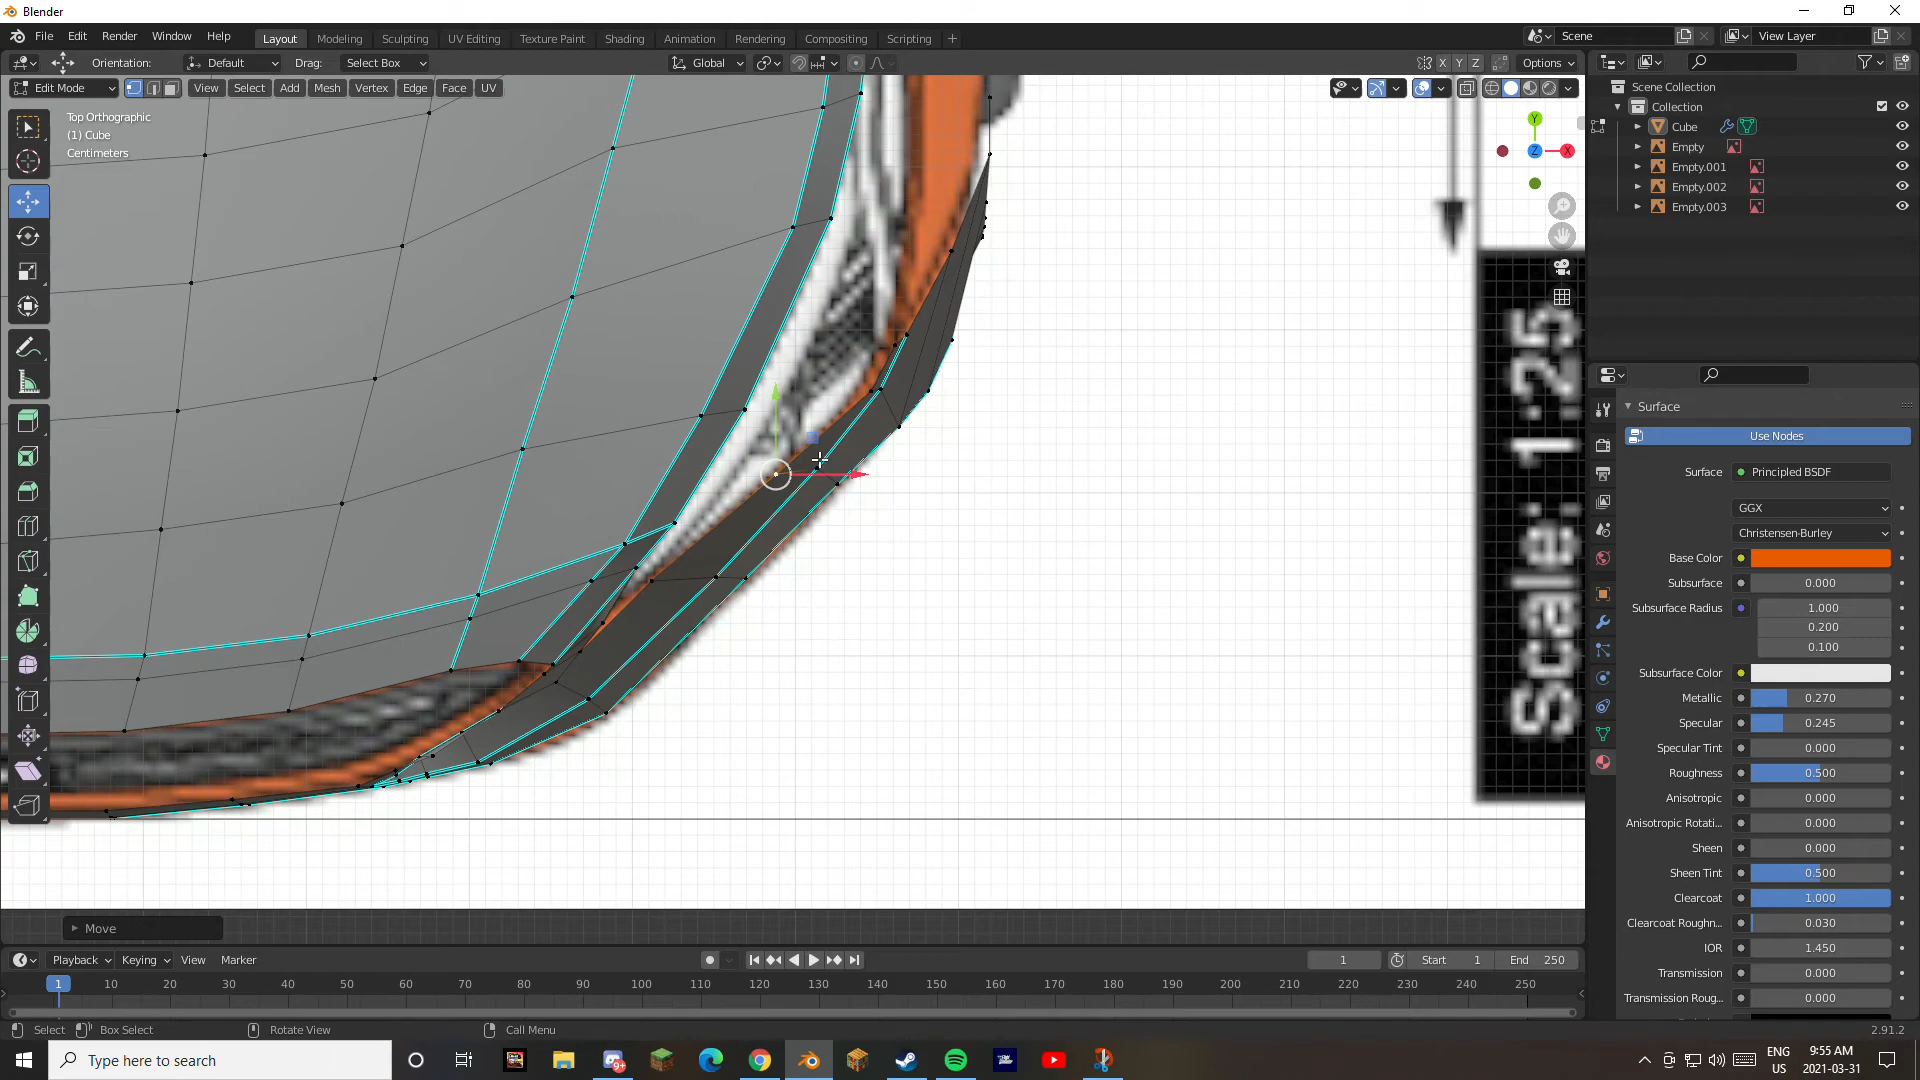 Blender
File Edit Render Window Help
Layout Modeling Sculpting UV Editing Texture Paint Shading Animation Rendering Compositing Scripting +
Scene
View Layer
Orientation: Default Drag: Select Box Global X Y Z Options
Edit Mode View Select Add Mesh Vertex Edge Face UV
Top Orthographic
(1) Cube
Centimeters
Y
Z
X
Scale: 1:25
Scene Collection
Collection
Cube
Empty
Empty.001
Empty.002
Empty.003
Surface
Use Nodes
Surface Principled BSDF
GGX
Christensen-Burley
Base Color
Subsurface 0.000
Subsurface Radius 1.000
0.200
0.100
Subsurface Color
Metallic 0.270
Specular 0.245
Specular Tint 0.000
Roughness 0.500
Anisotropic 0.000
Anisotropic Rotati... 0.000
Sheen 0.000
Sheen Tint 0.500
Clearcoat 1.000
Clearcoat Roughn... 0.030
IOR 1.450
Transmission 0.000
Transmission Roug... 0.000
Move
Playback Keying View Marker
1 Start 1 End 250
1 10 20 30 40 50 60 70 80 90 100 110 120 130 140 150 160 170 180 190 200 210 220 230 240 250
Select Box Select Rotate View Call Menu
2.91.2
Type here to search
ENG
US
9:55 AM
2021-03-31